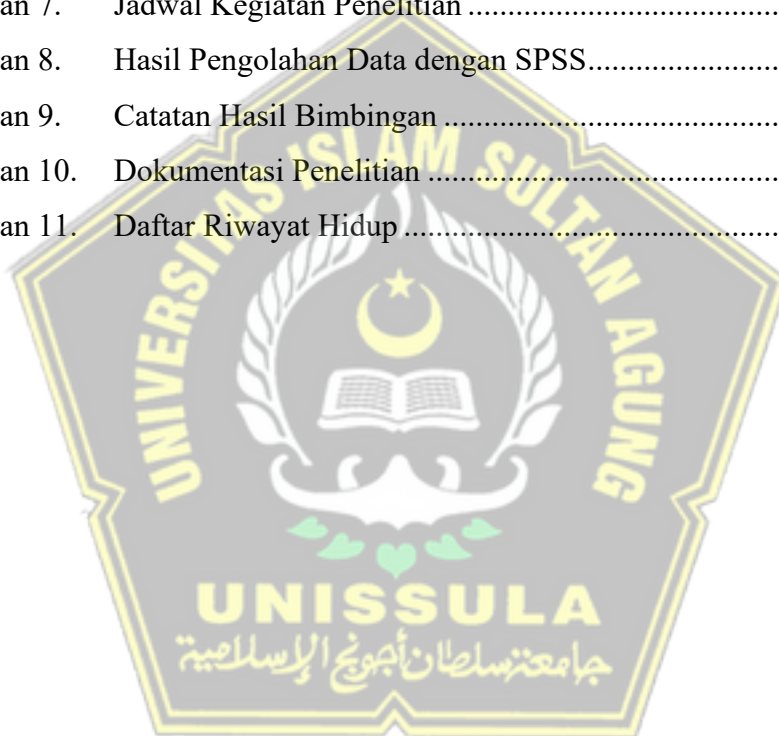 an 7. Jadwal Kegiatan Penelitian ........................................
an 8. Hasil Pengolahan Data dengan SPSS.........................
an 9. Catatan Hasil Bimbingan ...........................................
an 10. Dokumentasi Penelitian .............................................
an 11. Daftar Riwayat Hidup ................................................
UNIVERSITAS ISLAM SULTAN AGUNG
UNISSULA
جامعة سلطان أجونج الإسلامية